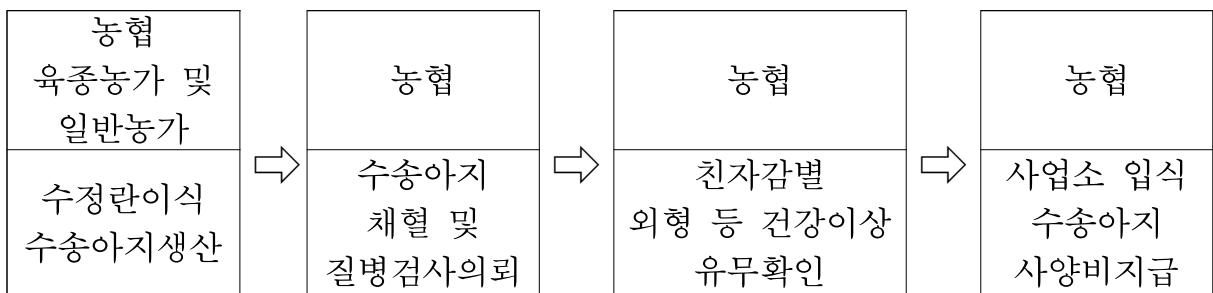 농협
육종농가 및
일반농가
수정란이식
수송아지생산
농협
수송아지
채혈 및
질병검사의뢰
농협
친자감별
외형 등 건강이상
유무확인
농협
사업소 입식
수송아지
사양비지급